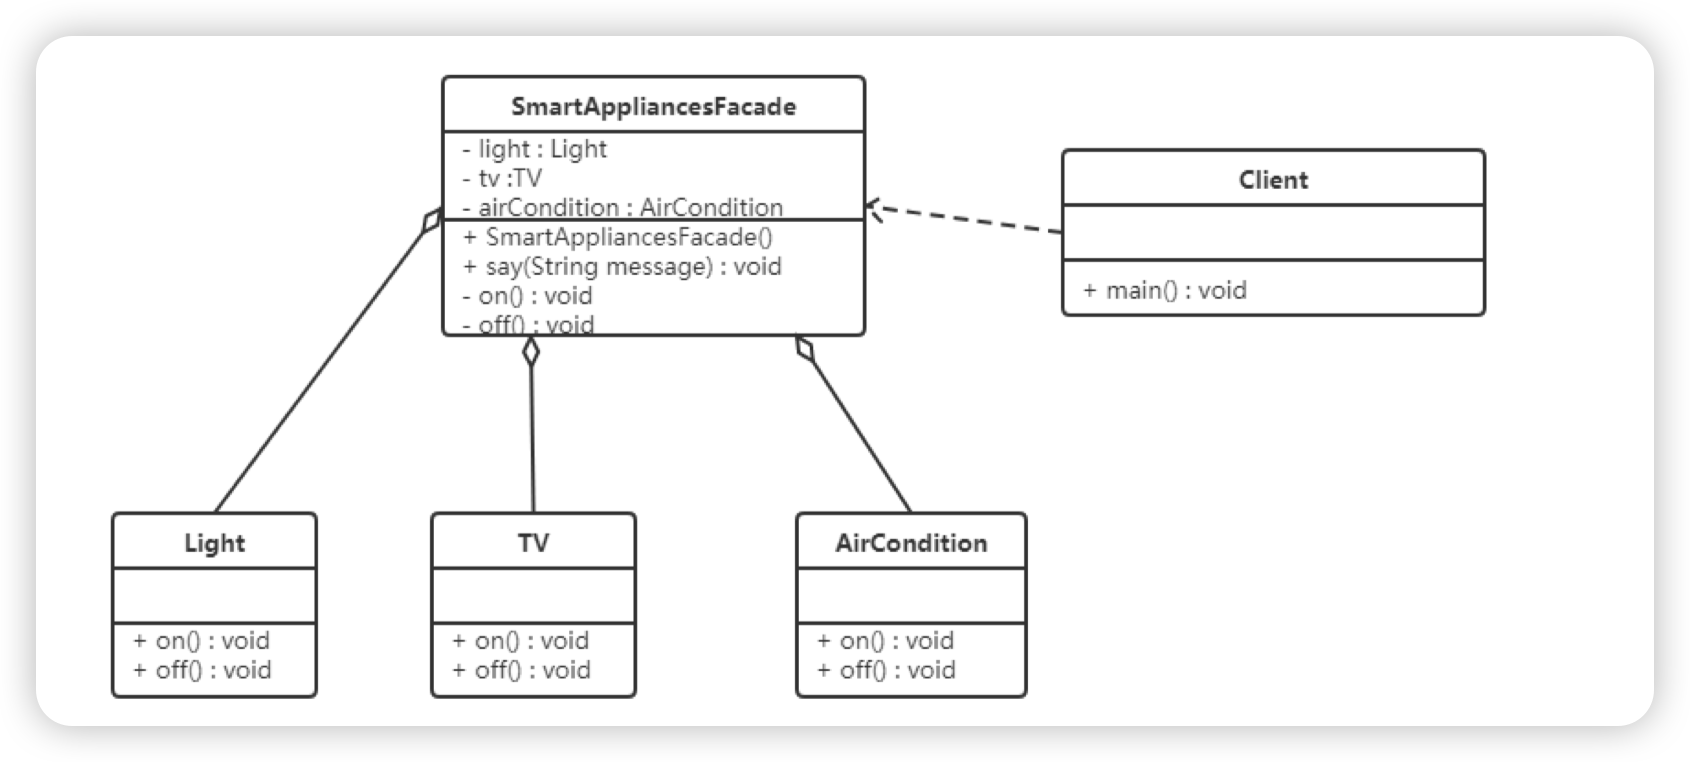 SmartAppliancesFacade
- light : Light
- tv :TV
- airCondition : AirCondition
+ SmartAppliancesFacade()
+ say(String message) : void
- on() : void
- off() : void
Client
+ main() : void
Light
+ on() : void
+ off() : void
TV
+ on() : void
+ off() : void
AirCondition
+ on() : void
+ off() : void